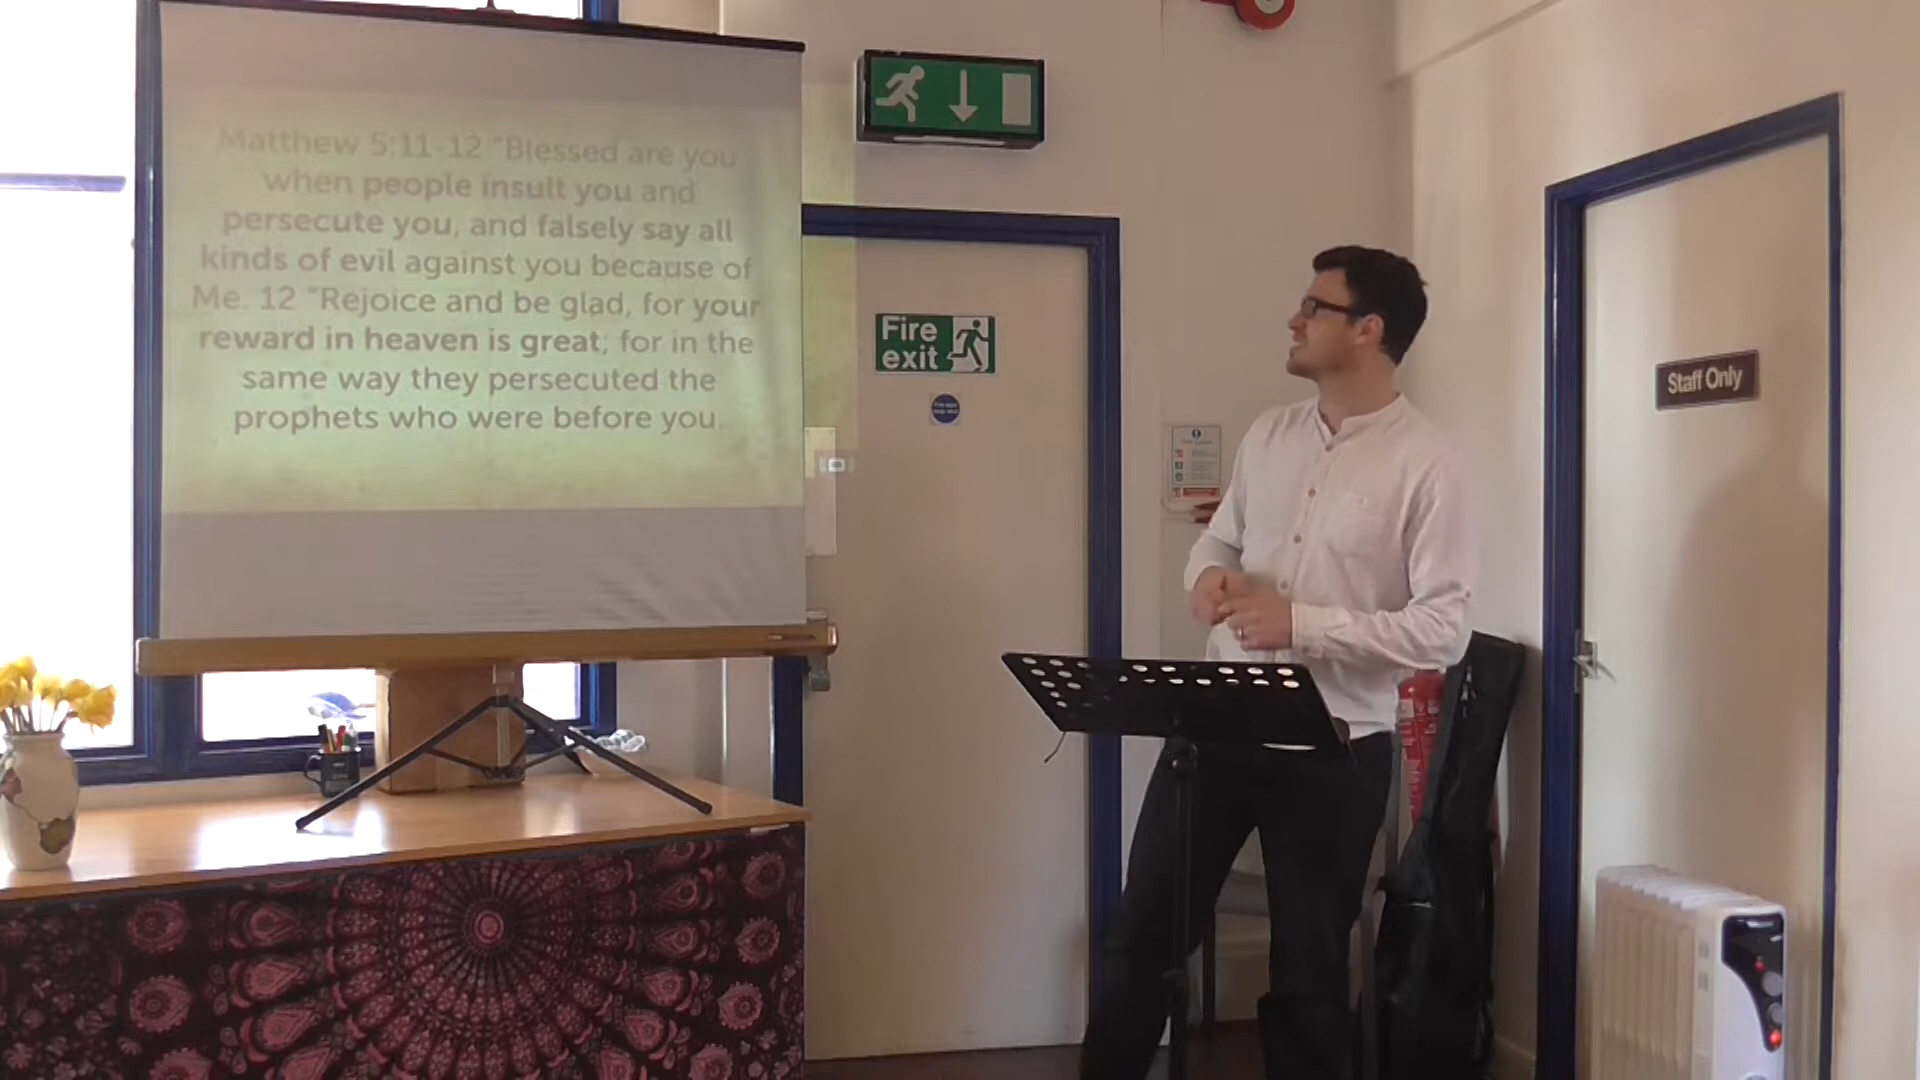 Matthew 5:11-12 "Blessed are you
when people insult you and
persecute you, and falsely say all
kinds of evil against you because of
Me. 12 "Rejoice and be glad, for your
reward in heaven is great; for in the
same way they persecuted the
prophets who were before you.
Fire
exit
Staff Only